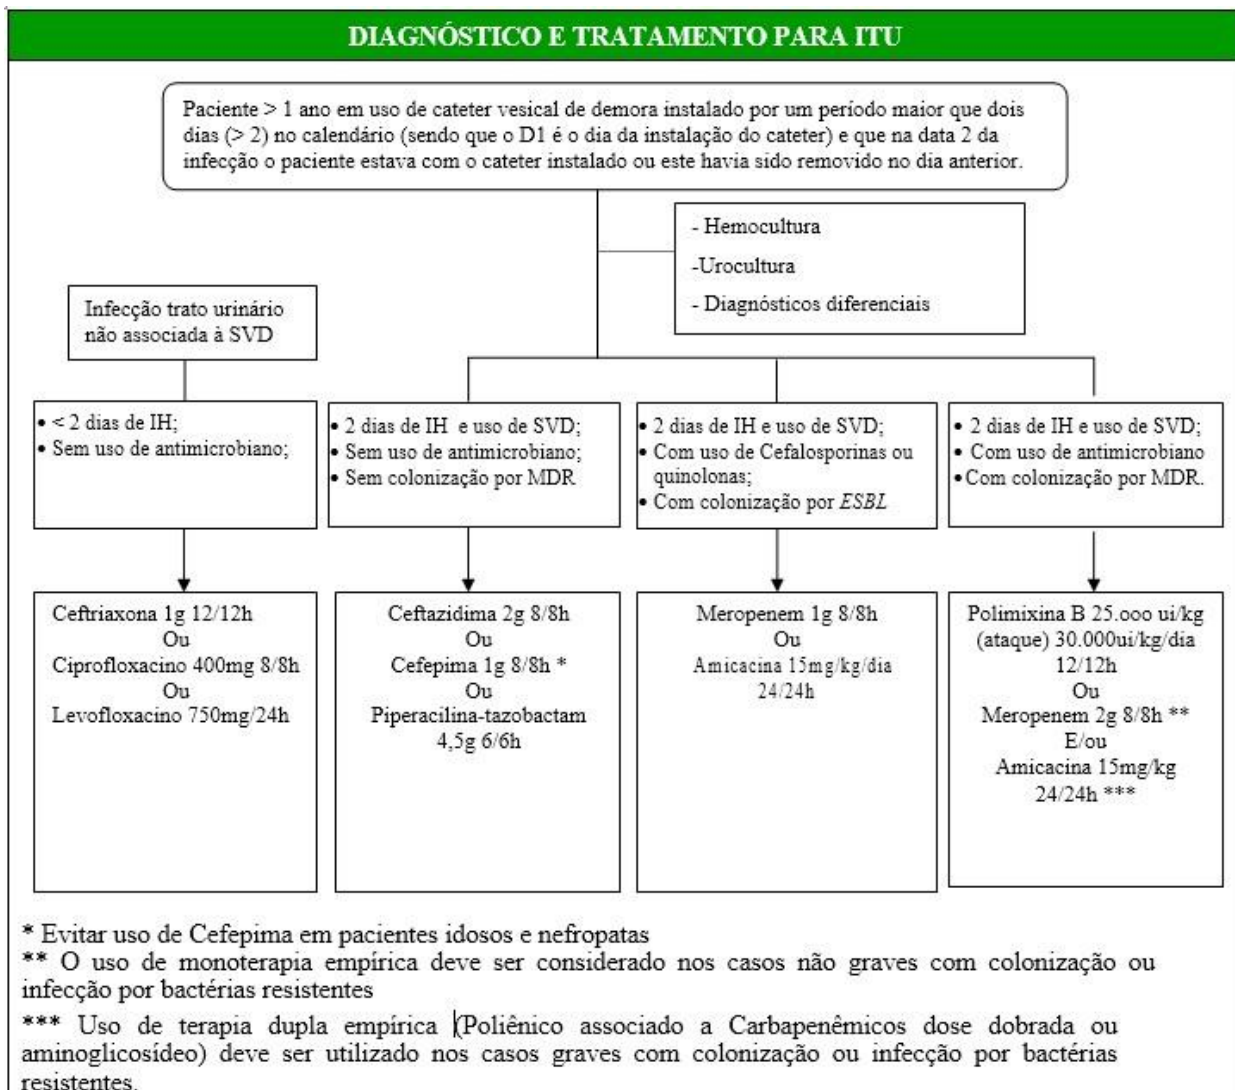 DIAGNÓSTICO E TRATAMENTO PARA ITU
Paciente > 1 ano em uso de cateter vesical de demora instalado por um período maior que dois
dias (> 2) no calendário (sendo que o D1 é o dia da instalação do cateter) e que na data 2 da
infecção o paciente estava com o cateter instalado ou este havia sido removido no dia anterior.
- Hemocultura
-Urocultura
- Diagnósticos diferenciais
Infecção trato urinário
não associada à SVD
• < 2 dias de IH;
• Sem uso de antimicrobiano;
• 2 dias de IH e uso de SVD;
• Sem uso de antimicrobiano;
• Sem colonização por MDR
• 2 dias de IH e uso de SVD;
• Com uso de Cefalosporinas ou
quinolonas;
• Com colonização por ESBL
• 2 dias de IH e uso de SVD;
• Com uso de antimicrobiano
• Com colonização por MDR.
Ceftriaxona 1g 12/12h
Ou
Ciprofloxacino 400mg 8/8h
Ou
Levofloxacino 750mg/24h
Ceftazidima 2g 8/8h
Ou
Cefepima 1g 8/8h *
Ou
Piperacilina-tazobactam
4,5g 6/6h
Meropenem 1g 8/8h
Ou
Amicacina 15mg/kg/dia
24/24h
Polimixina B 25.ooo ui/kg
(ataque) 30.000ui/kg/dia
12/12h
Ou
Meropenem 2g 8/8h **
E/ou
Amicacina 15mg/kg
24/24h ***
* Evitar uso de Cefepima em pacientes idosos e nefropatas
** O uso de monoterapia empírica deve ser considerado nos casos não graves com colonização ou
infecção por bactérias resistentes
*** Uso de terapia dupla empírica (Poliênico associado a Carbapenêmicos dose dobrada ou
aminoglicosídeo) deve ser utilizado nos casos graves com colonização ou infecção por bactérias
resistentes.